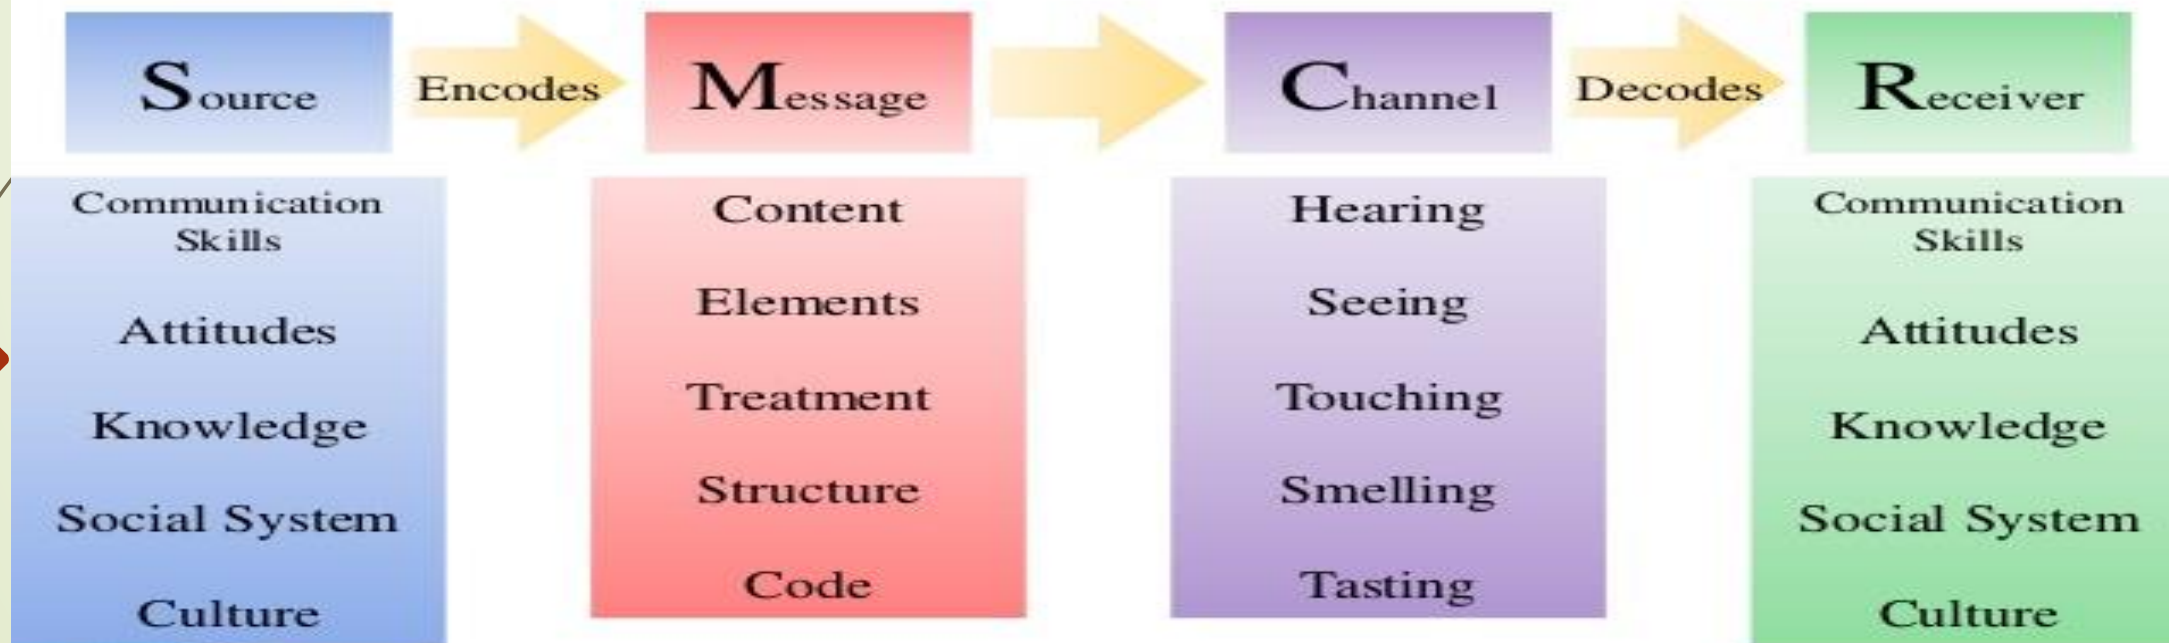 Source
Encodes
Message
Channel
Decodes
Receiver
Communication
Skills
Attitudes
Knowledge
Social System
Culture
Content
Elements
Treatment
Structure
Code
Hearing
Seeing
Touching
Smelling
Tasting
Communication
Skills
Attitudes
Knowledge
Social System
Culture